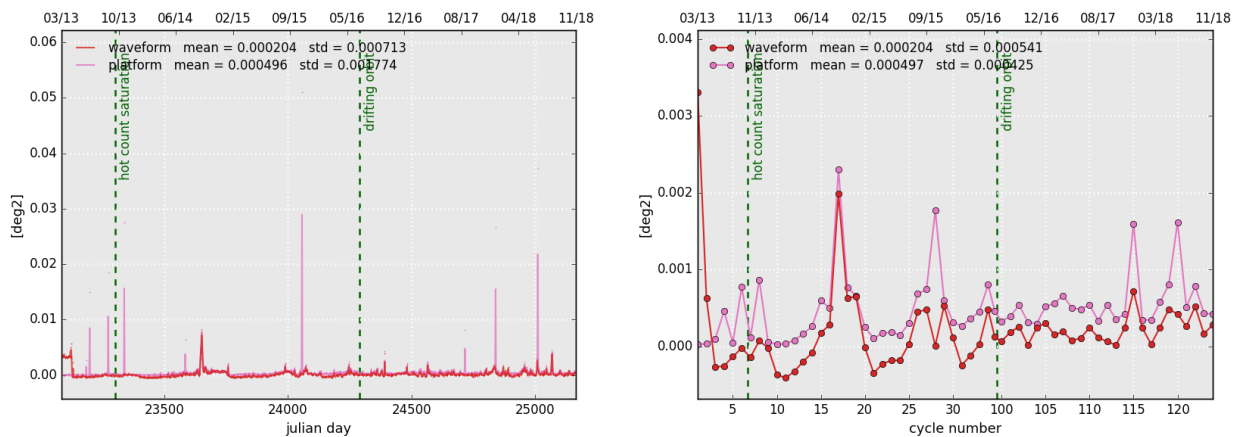 03/13 10/13 06/14 02/15 09/15 05/16 12/16 08/17 04/18 11/18
0.06
waveform mean = 0.000204 std = 0.000713
platform mean = 0.000496 std = 0.001774
0.05
0.04
0.03
0.02
0.01
0.00
[deg2]
hot count saturation
drifting orbit
23500 24000 24500 25000
julian day
03/13 11/13 06/14 02/15 09/15 05/16 12/16 08/17 03/18 11/18
0.004
waveform mean = 0.000204 std = 0.000541
platform mean = 0.000497 std = 0.000425
0.003
0.002
0.001
0.000
[deg2]
hot count saturation
drifting orbit
5 10 15 20 25 30 100 105 110 115 120
cycle number